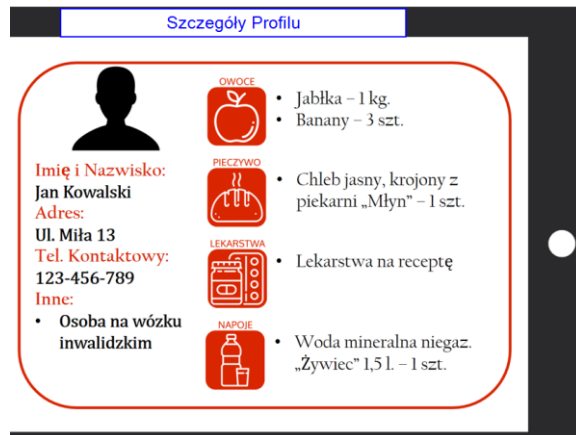 Szczegóły Profilu
Imię i Nazwisko:
Jan Kowalski
Adres:
Ul. Miła 13
Tel. Kontaktowy:
123-456-789
Inne:
• Osoba na wózku
inwalidzkim
OWOCE
• Jabłka – 1 kg.
• Banany – 3 szt.
PIECZYWO
• Chleb jasny, krojony z
piekarni „Młyn” – 1 szt.
LEKARSTWA
• Lekarstwa na receptę
NAPOJE
• Woda mineralna niegaz.
„Żywiec” 1,5 l. – 1 szt.